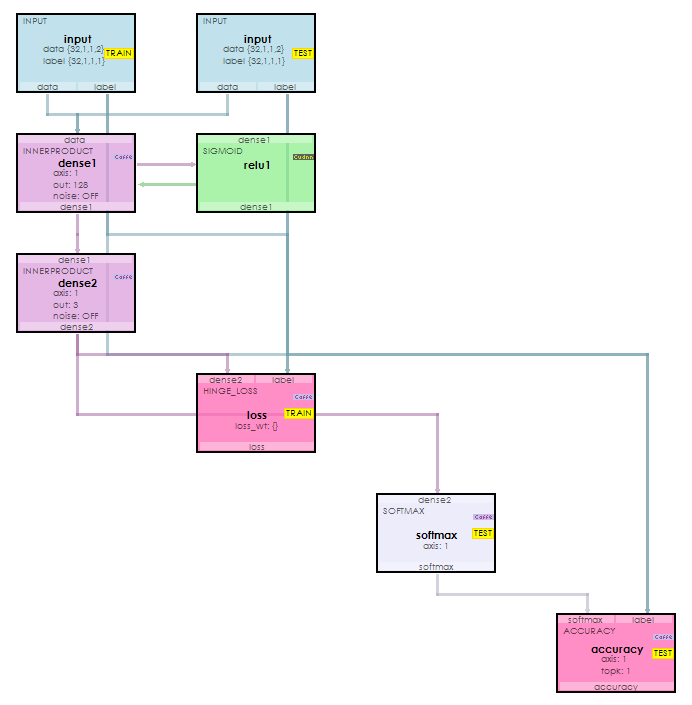 INPUT
input
data {32,1,1,2}
TRAIN
label {32,1,1,1}
data label
INPUT
input
data {32,1,1,2}
TEST
label {32,1,1,1}
data label
data
INNERPRODUCT
Caffe
dense1
axis: 1
out: 128
noise: OFF
dense1
dense1
SIGMOID
Cudnn
relu1
dense1
dense1
INNERPRODUCT
Caffe
dense2
axis: 1
out: 3
noise: OFF
dense2
dense2 label
HINGE_LOSS
Caffe
loss
TRAIN
loss_wt: {}
loss
dense2
SOFTMAX
Caffe
softmax
TEST
axis: 1
softmax
softmax label
ACCURACY
Caffe
accuracy
TEST
axis: 1
topk: 1
accuracy